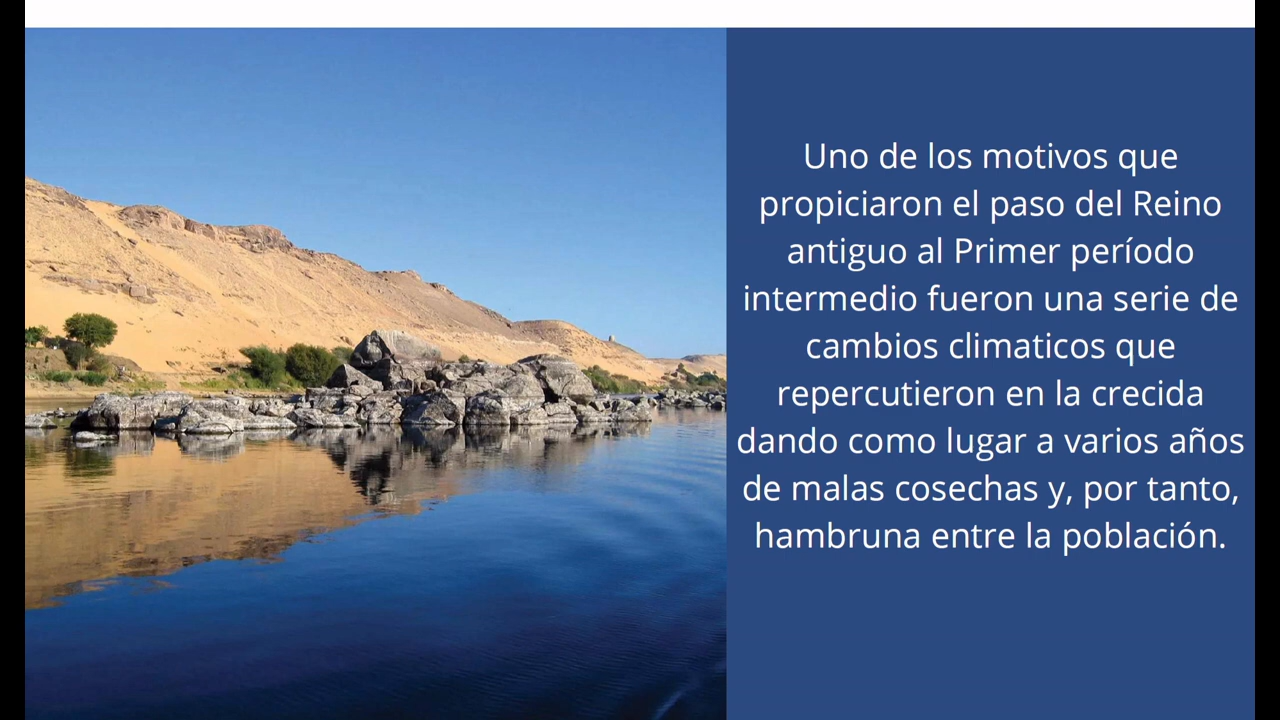 Uno de los motivos que
propiciaron el paso del Reino
antiguo al Primer período
intermedio fueron una serie de
cambios climaticos que
repercutieron en la crecida
dando como lugar a varios años
de malas cosechas y, por tanto,
hambruna entre la población.